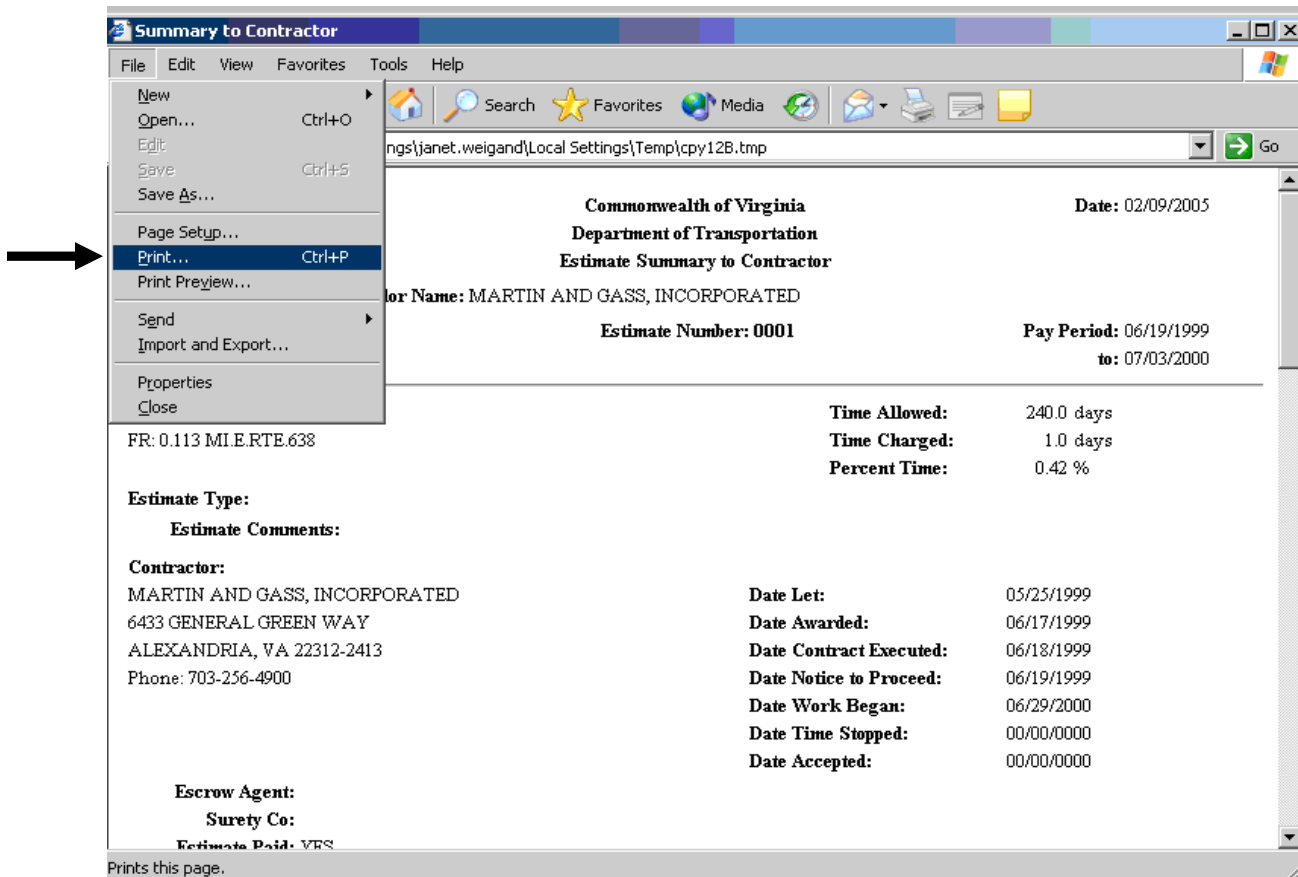 Summary to Contractor
File Edit View Favorites Tools Help
New
Open... Ctrl+O
Edit
Save Ctrl+S
Save As...
Page Setup...
Print... Ctrl+P
Print Preview...
Send
Import and Export...
Properties
Close
Search Favorites Media
ngs\janet.weigand\Local Settings\Temp\cpy12B.tmp Go
Commonwealth of Virginia Date: 02/09/2005
Department of Transportation
Estimate Summary to Contractor
lor Name: MARTIN AND GASS, INCORPORATED
Estimate Number: 0001 Pay Period: 06/19/1999
to: 07/03/2000
Time Allowed: 240.0 days
FR: 0.113 MI.E.RTE.638 Time Charged: 1.0 days
Percent Time: 0.42 %
Estimate Type:
Estimate Comments:
Contractor:
MARTIN AND GASS, INCORPORATED Date Let: 05/25/1999
6433 GENERAL GREEN WAY Date Awarded: 06/17/1999
ALEXANDRIA, VA 22312-2413 Date Contract Executed: 06/18/1999
Phone: 703-256-4900 Date Notice to Proceed: 06/19/1999
Date Work Began: 06/29/2000
Date Time Stopped: 00/00/0000
Date Accepted: 00/00/0000
Escrow Agent:
Surety Co:
Estimate Paid: YES
Prints this page.